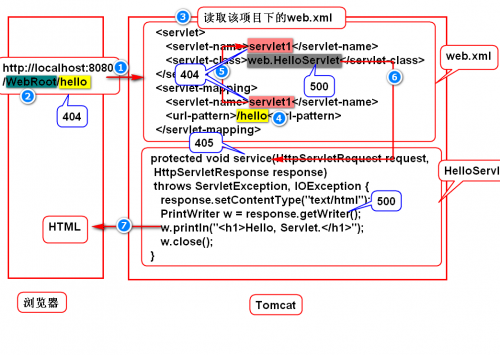 3 读取该项目下的web.xml
<servlet>
<servlet-name>servlet1</servlet-name>
<servlet-class>web.HelloServlet</servlet-class>
</servlet>
<servlet-mapping>
<servlet-name>servlet1</servlet-name>
<url-pattern>/hello</url-pattern>
</servlet-mapping>
404
5
500
6
4
web.xml
http://localhost:8080
/WebRoot/hello
1
2
404
405
protected void service(HttpServletRequest request,
HttpServletResponse response)
throws ServletException, IOException {
response.setContentType("text/html");
PrintWriter w = response.getWriter();
w.println("<h1>Hello, Servlet.</h1>");
w.close();
}
500
HelloServl
HTML
7
浏览器
Tomcat